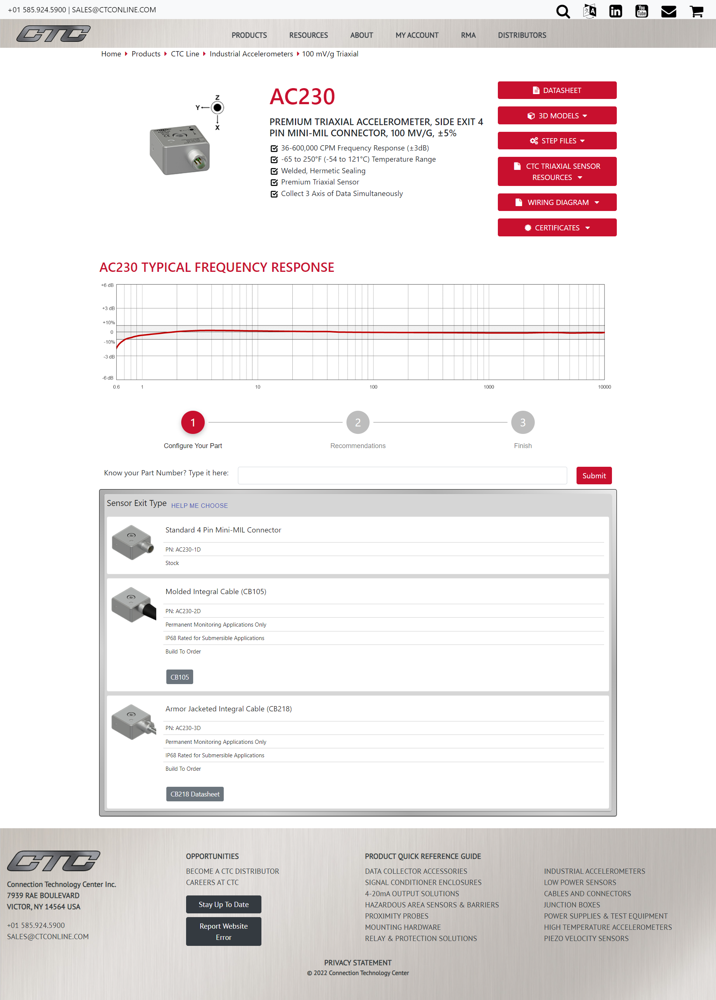 +01 585.924.5900 | SALES@CTCONLINE.COM
CTC
PRODUCTS
RESOURCES
ABOUT
MY ACCOUNT
RMA
DISTRIBUTORS
Home
Products
CTC Line
Industrial Accelerometers
100 mV/g Triaxial
Z
Y
X
AC230
PREMIUM TRIAXIAL ACCELEROMETER, SIDE EXIT 4
PIN MINI-MIL CONNECTOR, 100 MV/G, ±5%
36-600,000 CPM Frequency Response (±3dB)
-65 to 250°F (-54 to 121°C) Temperature Range
Welded, Hermetic Sealing
Premium Triaxial Sensor
Collect 3 Axis of Data Simultaneously
DATASHEET
3D MODELS
STEP FILES
CTC TRIAXIAL SENSOR
RESOURCES
WIRING DIAGRAM
CERTIFICATES
AC230 TYPICAL FREQUENCY RESPONSE
+6 dB
+3 dB
+10%
0
-10%
-3 dB
-6 dB
0.6
1
10
100
1000
10000
1
2
3
Configure Your Part
Recommendations
Finish
Know your Part Number? Type it here:
Submit
Sensor Exit Type
HELP ME CHOOSE
Standard 4 Pin Mini-MIL Connector
PN: AC230-1D
Stock
Molded Integral Cable (CB105)
PN: AC230-2D
Permanent Monitoring Applications Only
IP68 Rated for Submersible Applications
Build To Order
CB105
Armor Jacketed Integral Cable (CB218)
PN: AC230-3D
Permanent Monitoring Applications Only
IP68 Rated for Submersible Applications
Build To Order
CB218 Datasheet
CTC
Connection Technology Center Inc.
7939 RAE BOULEVARD
VICTOR, NY 14564 USA
+01 585.924.5900
SALES@CTCONLINE.COM
OPPORTUNITIES
BECOME A CTC DISTRIBUTOR
CAREERS AT CTC
Stay Up To Date
Report Website
Error
PRODUCT QUICK REFERENCE GUIDE
DATA COLLECTOR ACCESSORIES
SIGNAL CONDITIONER ENCLOSURES
4-20mA OUTPUT SOLUTIONS
HAZARDOUS AREA SENSORS & BARRIERS
PROXIMITY PROBES
MOUNTING HARDWARE
RELAY & PROTECTION SOLUTIONS
INDUSTRIAL ACCELEROMETERS
LOW POWER SENSORS
CABLES AND CONNECTORS
JUNCTION BOXES
POWER SUPPLIES & TEST EQUIPMENT
HIGH TEMPERATURE ACCELEROMETERS
PIEZO VELOCITY SENSORS
PRIVACY STATEMENT
© 2022 Connection Technology Center